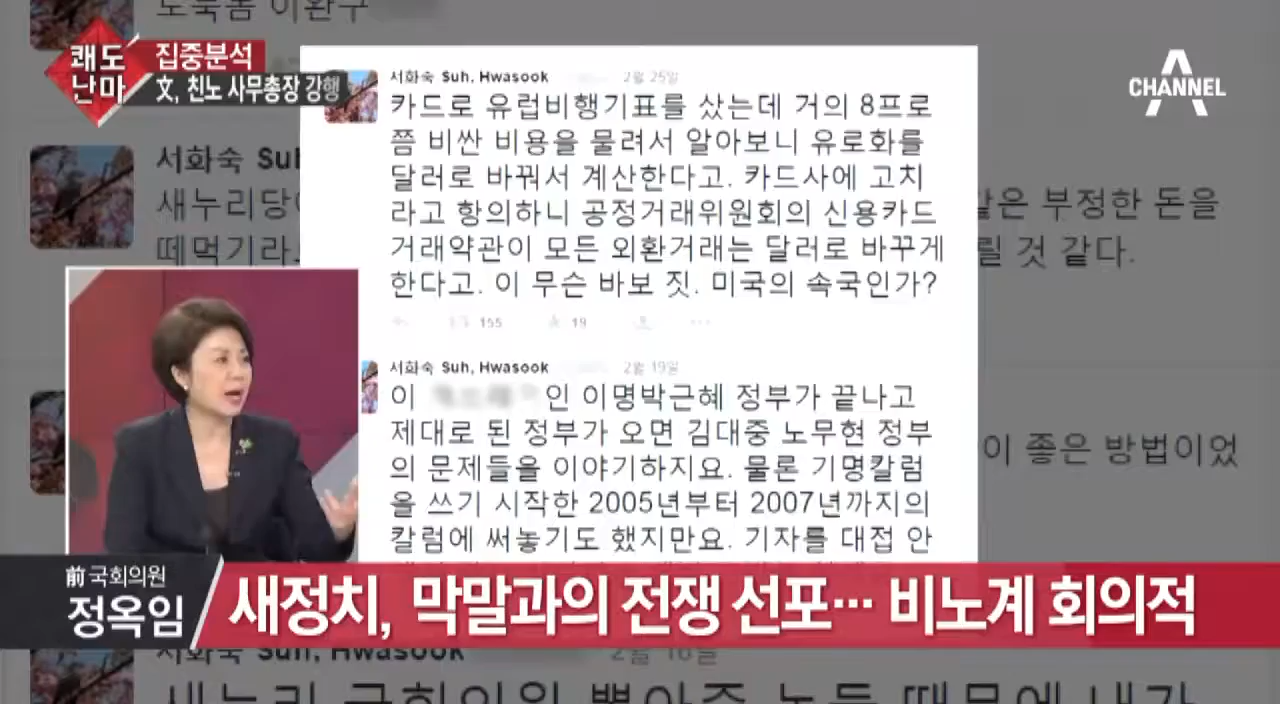 도둑놈 이완구
쾌도난마
집중분석
文, 친노 사무총장 강행
CHANNEL A
서화숙 Suh, Hwasook 2월 25일
카드로 유럽비행기표를 샀는데 거의 8프로
쯤 비싼 비용을 물려서 알아보니 유로화를
달러로 바꿔서 계산한다고. 카드사에 고치
라고 항의하니 공정거래위원회의 신용카드
거래약관이 모든 외환거래는 달러로 바꾸게
한다고. 이 무슨 바보 짓. 미국의 속국인가?
155 19
서화숙 Suh, Hwasook 2월 19일
이 인 이명박근혜 정부가 끝나고
제대로 된 정부가 오면 김대중 노무현 정부
의 문제들을 이야기하지요. 물론 기명칼럼
을 쓰기 시작한 2005년부터 2007년까지의
칼럼에 써놓기도 했지만요. 기자를 대접 안
서화숙 Suh
새누리당
같은 부정한 돈을
떼먹기라
릴 것 같다.
이 좋은 방법이었
前 국회의원
정옥임
새정치, 막말과의 전쟁 선포… 비노계 회의적
서화숙 Suh, Hwasook 2월 16일